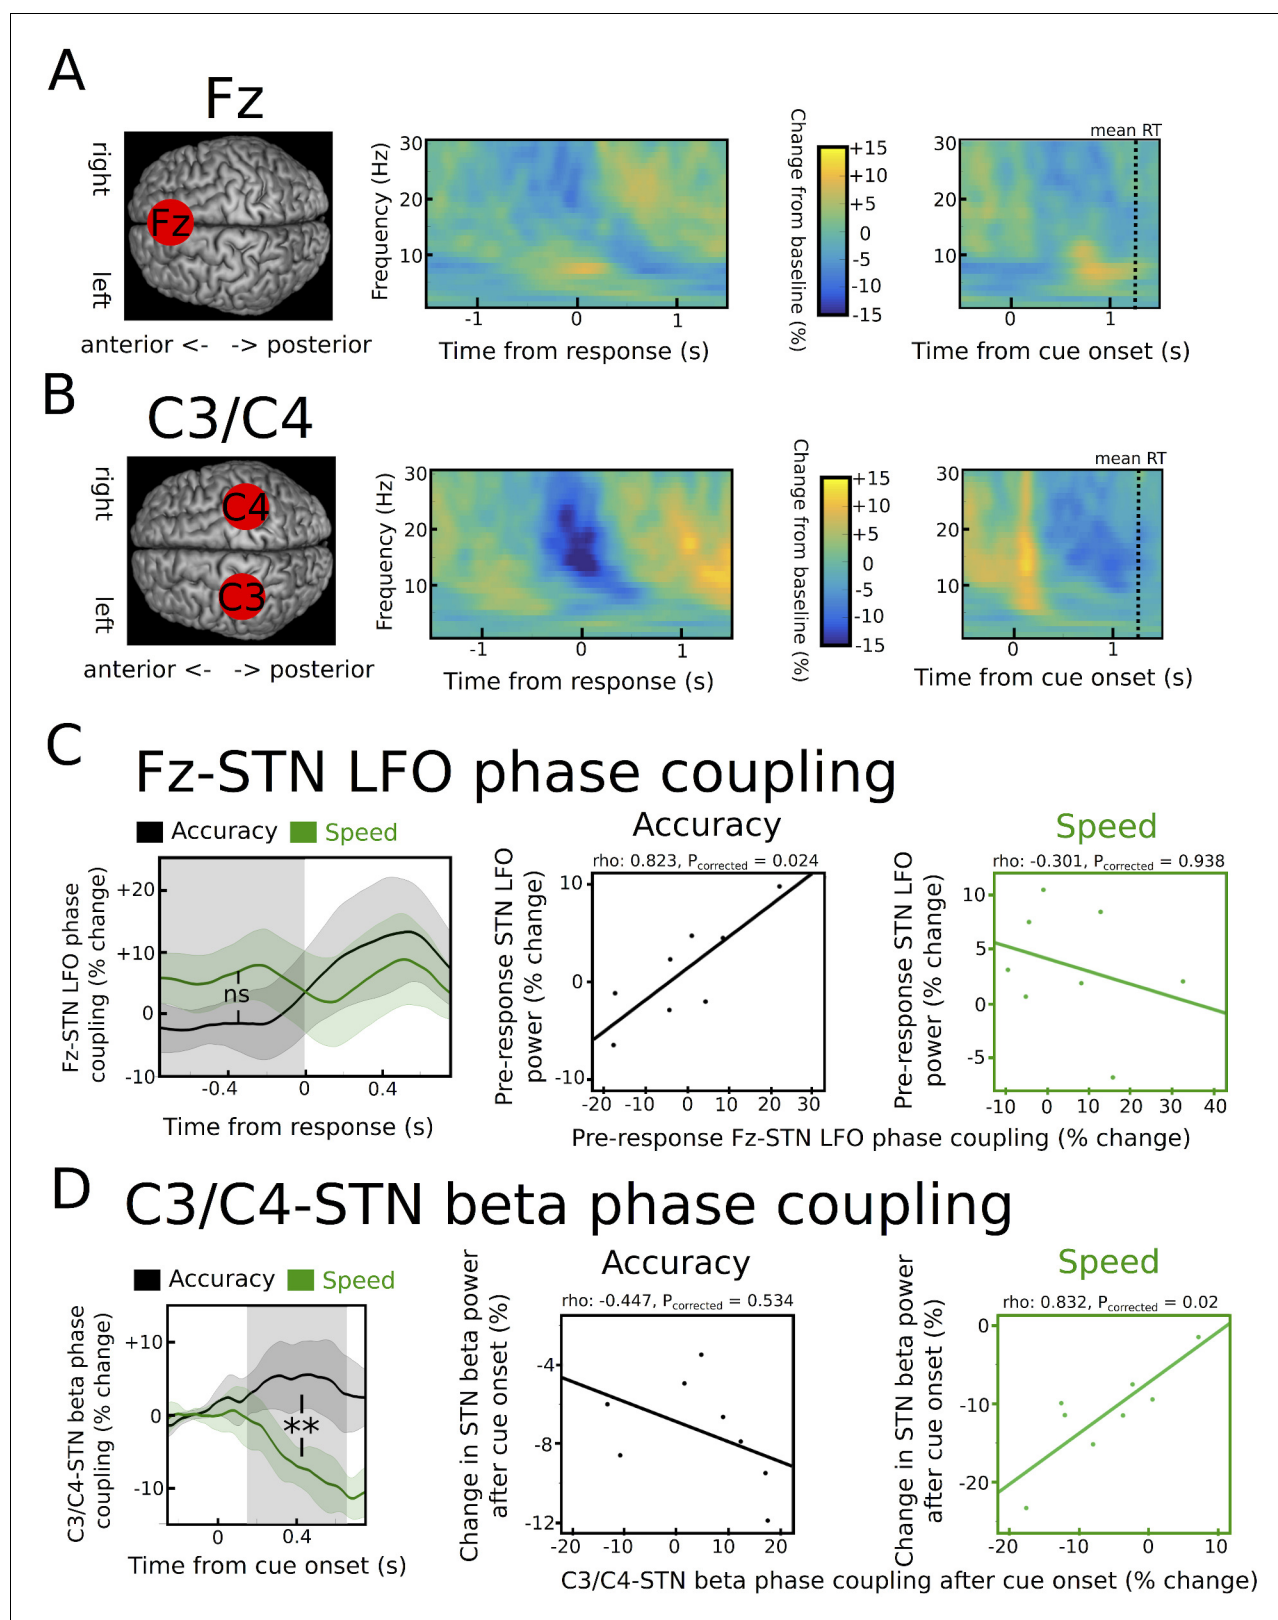 A
Fz
right
left
Fz
anterior <- -> posterior
Frequency (Hz)
30
20
10
-1
0
1
Time from response (s)
Change from baseline (%)
+15
+10
+5
0
-5
-10
-15
mean RT
30
20
10
0
1
Time from cue onset (s)
B
C3/C4
right
left
C4
C3
anterior <- -> posterior
Frequency (Hz)
30
20
10
-1
0
1
Time from response (s)
Change from baseline (%)
+15
+10
+5
0
-5
-10
-15
mean RT
30
20
10
0
1
Time from cue onset (s)
C
Fz-STN LFO phase coupling
Accuracy Speed
Fz-STN LFO phase
coupling (% change)
+20
+10
0
-10
ns
-0.4
0
0.4
Time from response (s)
Accuracy
rho: 0.823, Pcorrected = 0.024
Pre-response STN LFO
power (% change)
10
0
-10
-20 -10 0 10 20 30
Speed
rho: -0.301, Pcorrected = 0.938
Pre-response STN LFO
power (% change)
10
5
0
-5
-10 0 10 20 30 40
Pre-response Fz-STN LFO phase coupling (% change)
D
C3/C4-STN beta phase coupling
Accuracy Speed
C3/C4-STN beta phase
coupling (% change)
+10
0
-10
**
0
0.4
Time from cue onset (s)
Accuracy
rho: -0.447, Pcorrected = 0.534
Change in STN beta power
after cue onset (%)
-4
-8
-12
-20 -10 0 10 20
Speed
rho: 0.832, Pcorrected = 0.02
Change in STN beta power
after cue onset (%)
0
-10
-20
-20 -10 0 10
C3/C4-STN beta phase coupling after cue onset (% change)